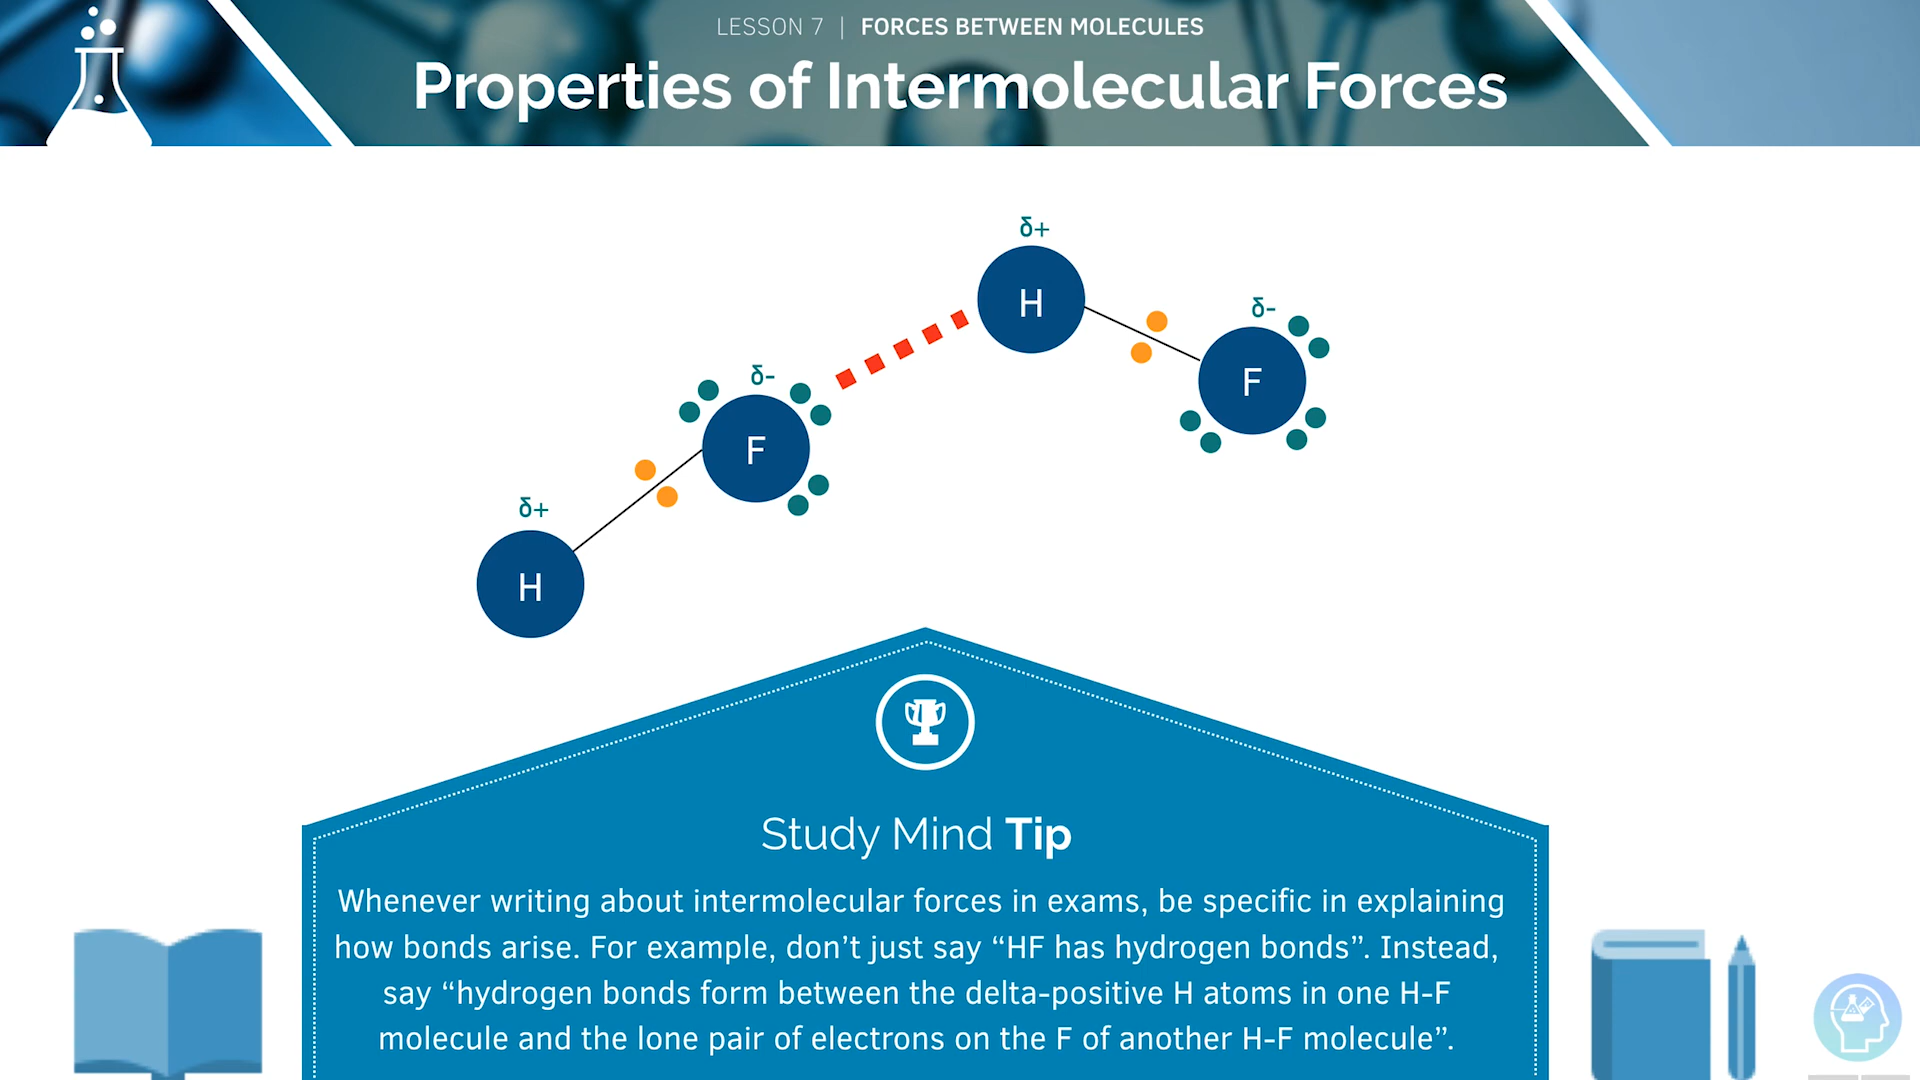 LESSON 7 | FORCES BETWEEN MOLECULES
Properties of Intermolecular Forces
δ+
H
δ-
F
δ-
F
δ+
H
Study Mind Tip
Whenever writing about intermolecular forces in exams, be specific in explaining
how bonds arise. For example, don’t just say “HF has hydrogen bonds”. Instead,
say “hydrogen bonds form between the delta-positive H atoms in one H-F
molecule and the lone pair of electrons on the F of another H-F molecule”.